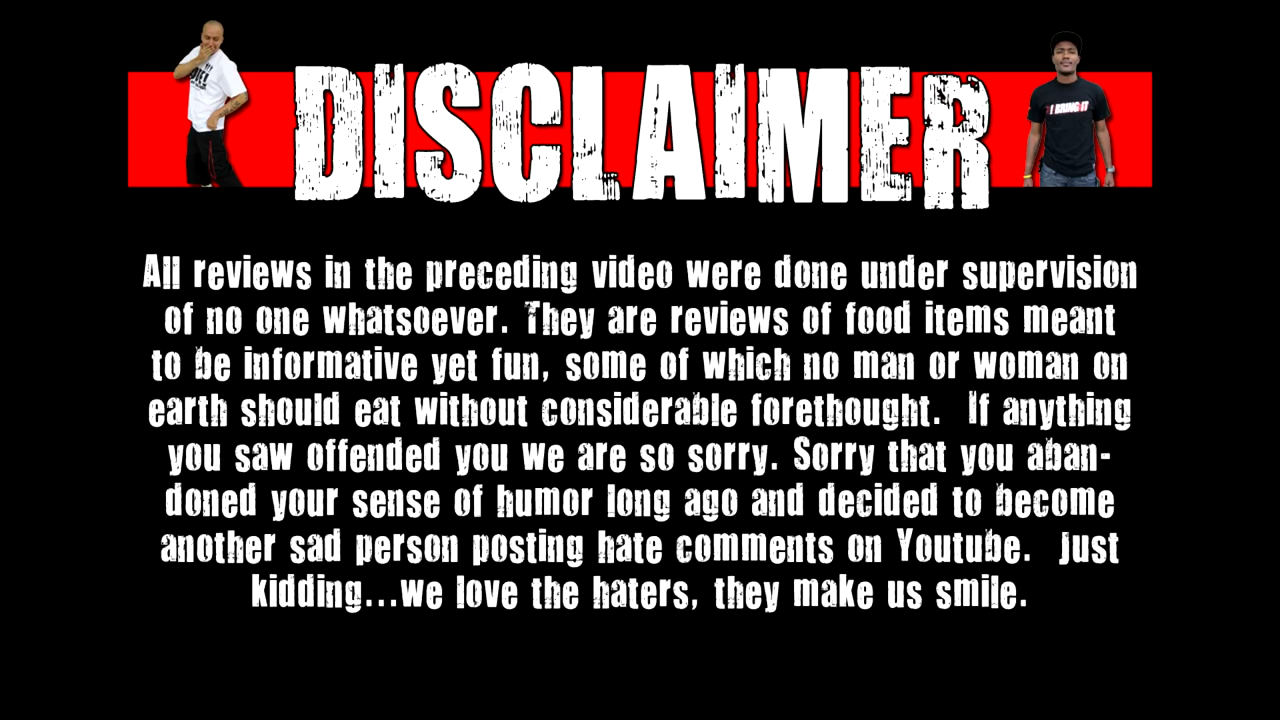 DISCLAIMER
I BRING IT
All reviews in the preceding video were done under supervision
of no one whatsoever. They are reviews of food items meant
to be informative yet fun, some of which no man or woman on
earth should eat without considerable forethought. If anything
you saw offended you we are so sorry. Sorry that you aban-
doned your sense of humor long ago and decided to become
another sad person posting hate comments on Youtube. Just
kidding...we love the haters, they make us smile.